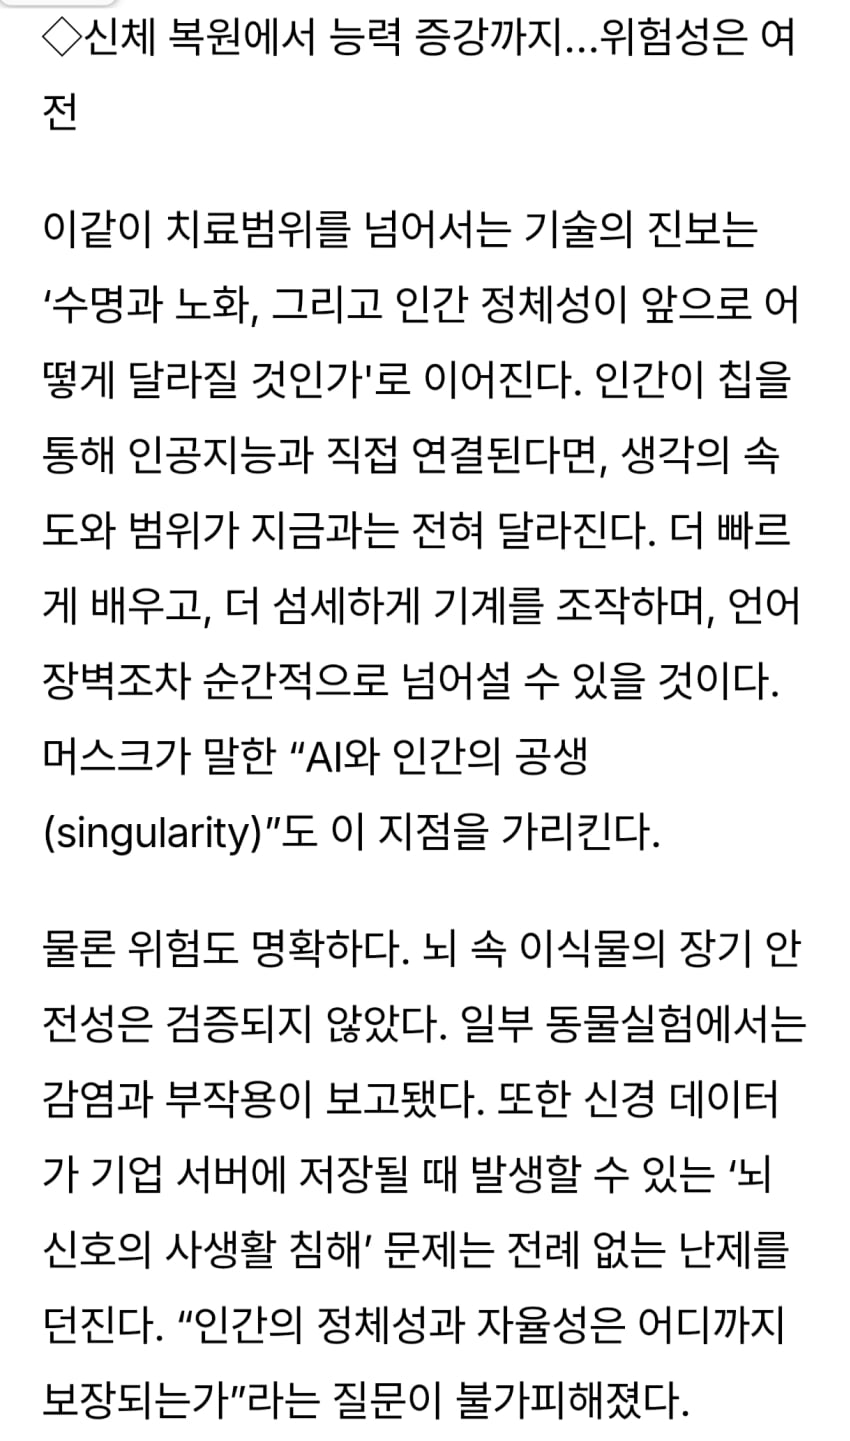 ◇신체 복원에서 능력 증강까지…위험성은 여
전
이같이 치료범위를 넘어서는 기술의 진보는
‘수명과 노화, 그리고 인간 정체성이 앞으로 어
떻게 달라질 것인가'로 이어진다. 인간이 칩을
통해 인공지능과 직접 연결된다면, 생각의 속
도와 범위가 지금과는 전혀 달라진다. 더 빠르
게 배우고, 더 섬세하게 기계를 조작하며, 언어
장벽조차 순간적으로 넘어설 수 있을 것이다.
머스크가 말한 “AI와 인간의 공생
(singularity)”도 이 지점을 가리킨다.
물론 위험도 명확하다. 뇌 속 이식물의 장기 안
전성은 검증되지 않았다. 일부 동물실험에서는
감염과 부작용이 보고됐다. 또한 신경 데이터
가 기업 서버에 저장될 때 발생할 수 있는 ‘뇌
신호의 사생활 침해’ 문제는 전례 없는 난제를
던진다. “인간의 정체성과 자율성은 어디까지
보장되는가”라는 질문이 불가피해졌다.